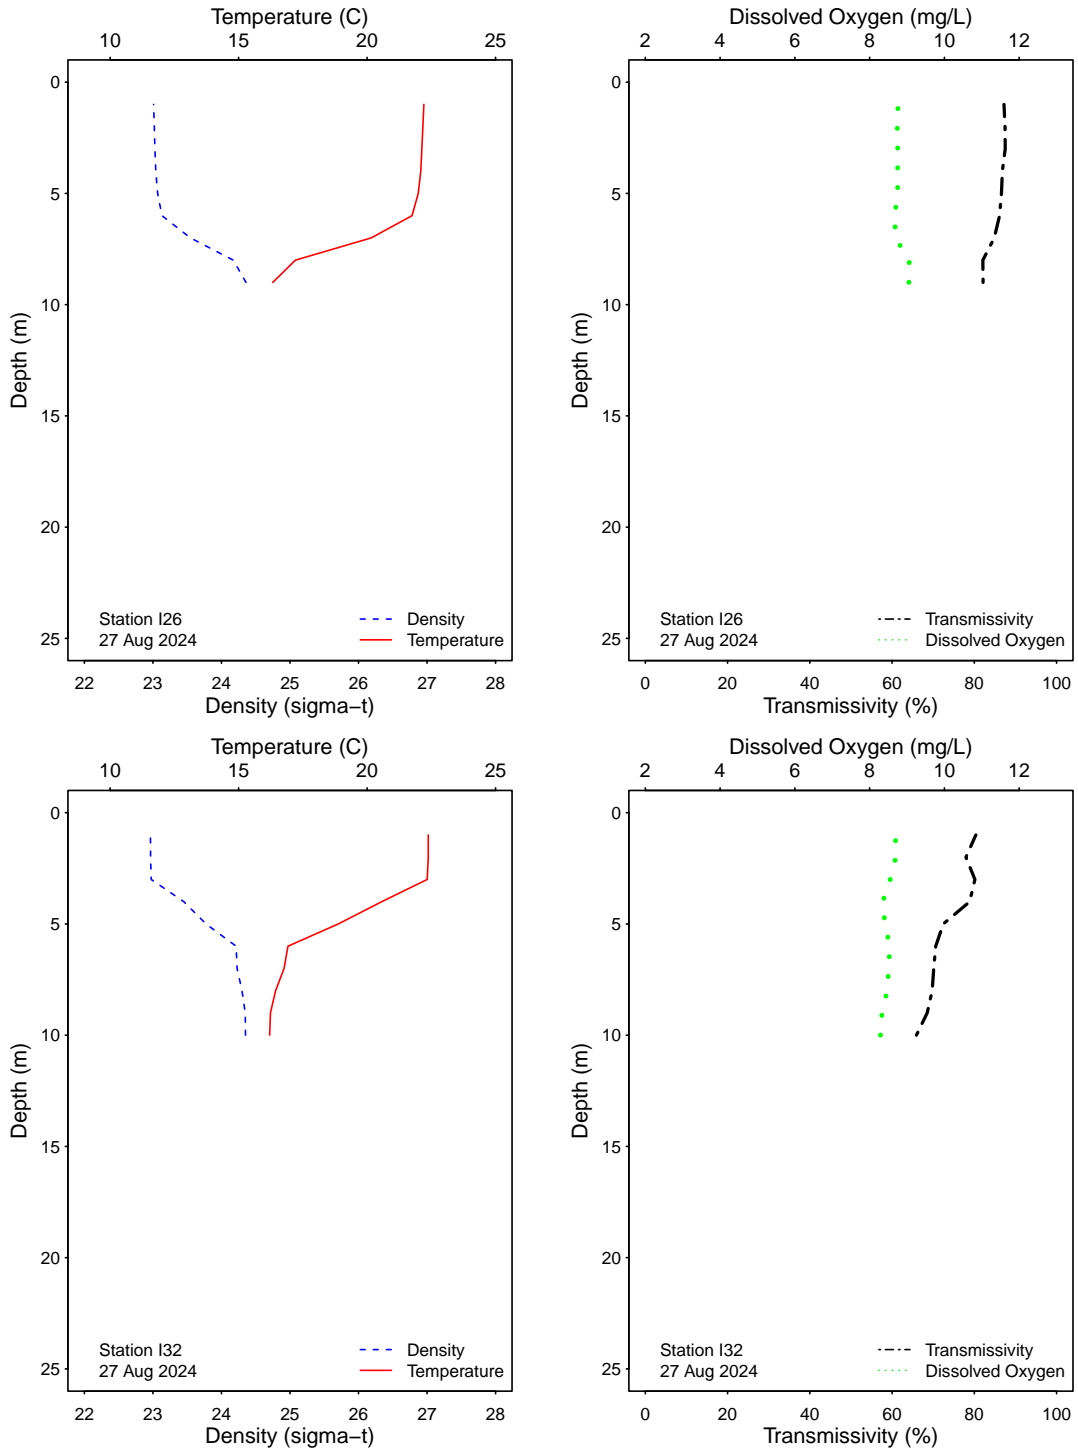 Temperature (C)
10 15 20 25
0
5
10
15
20
25
Depth (m)
Station I26
27 Aug 2024
Density
Temperature
22 23 24 25 26 27 28
Density (sigma−t)
Dissolved Oxygen (mg/L)
2 4 6 8 10 12
0
5
10
15
20
25
Depth (m)
Station I26
27 Aug 2024
Transmissivity
Dissolved Oxygen
0 20 40 60 80 100
Transmissivity (%)
Temperature (C)
10 15 20 25
0
5
10
15
20
25
Depth (m)
Station I32
27 Aug 2024
Density
Temperature
22 23 24 25 26 27 28
Density (sigma−t)
Dissolved Oxygen (mg/L)
2 4 6 8 10 12
0
5
10
15
20
25
Depth (m)
Station I32
27 Aug 2024
Transmissivity
Dissolved Oxygen
0 20 40 60 80 100
Transmissivity (%)